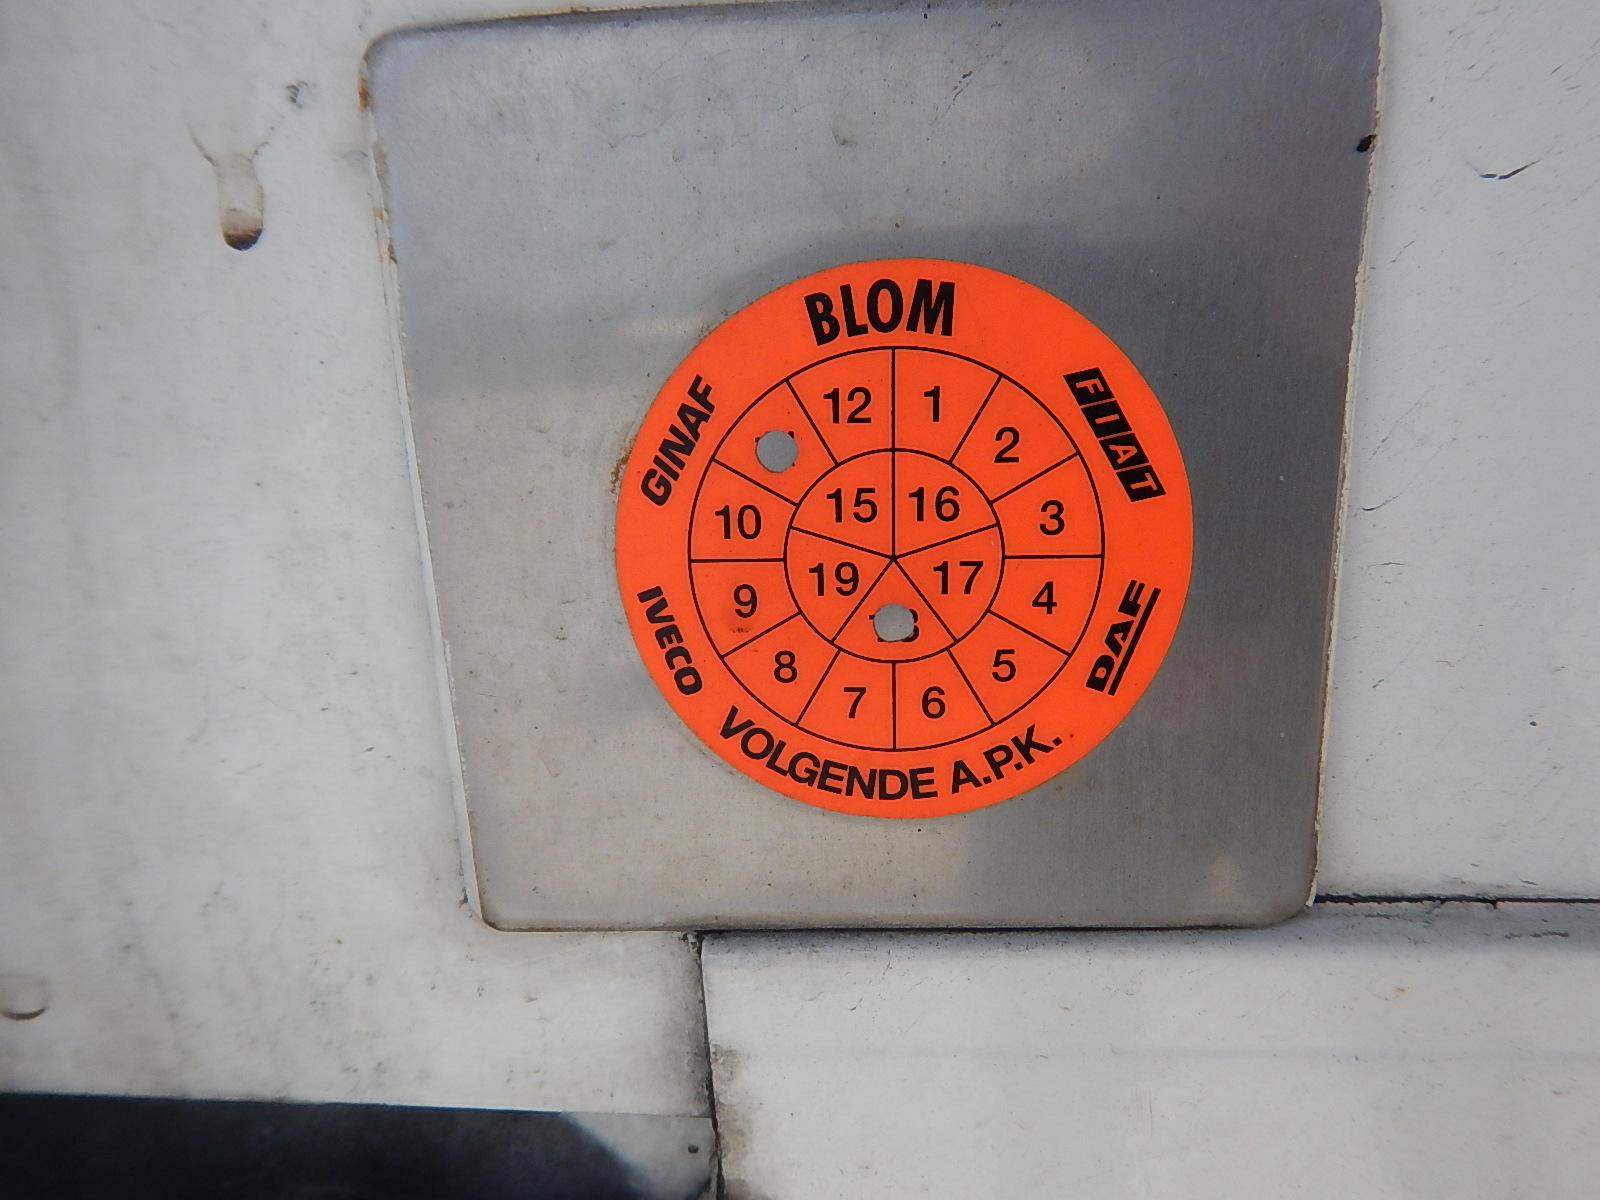 BLOM
GINAF
FIAT
12 1
2
10 3
15 16
19 17
9 4
8 5
7 6
IVECO
DAF
VOLGENDE A.P.K.